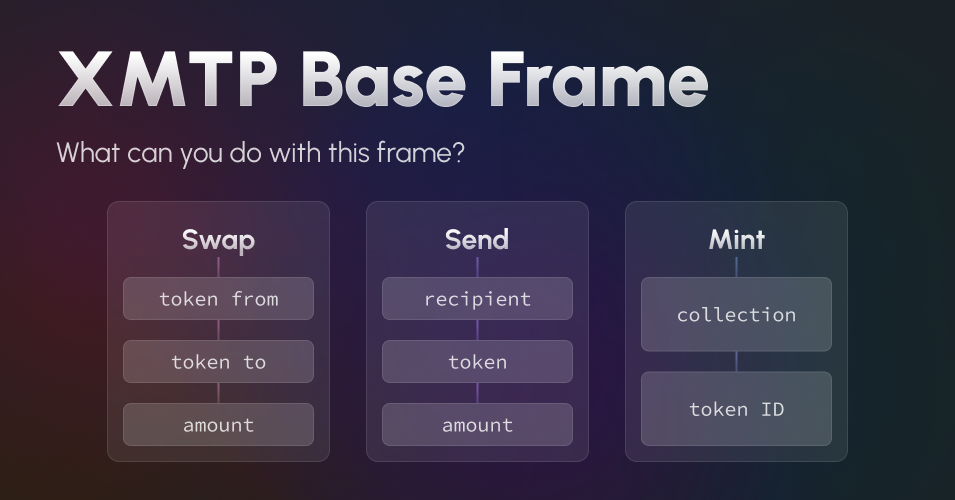 XMTP Base Frame
What can you do with this frame?
Swap
token from
token to
amount
Send
recipient
token
amount
Mint
collection
token ID